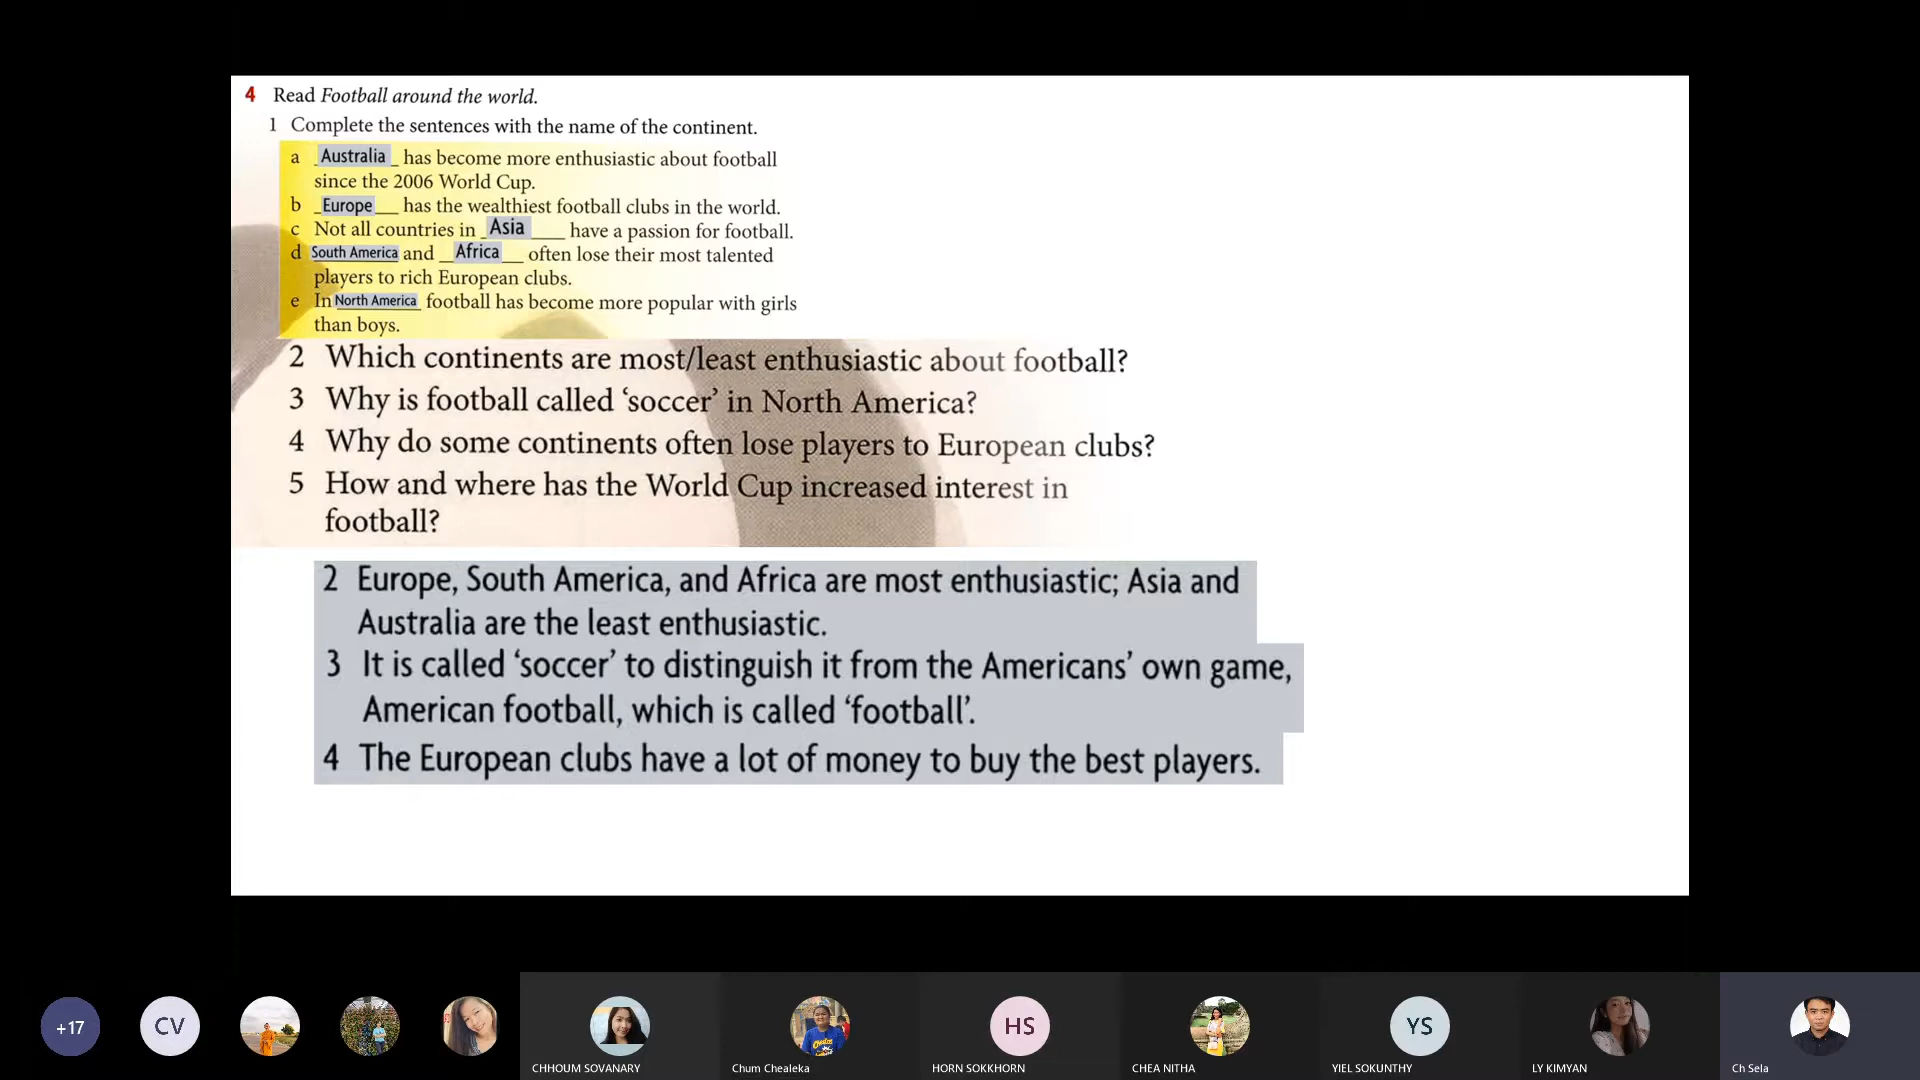 4 Read Football around the world.
1 Complete the sentences with the name of the continent.
a _Australia_ has become more enthusiastic about football
since the 2006 World Cup.
b _Europe___ has the wealthiest football clubs in the world.
c Not all countries in _Asia____ have a passion for football.
d South America and __Africa___ often lose their most talented
players to rich European clubs.
e In North America football has become more popular with girls
than boys.
2 Which continents are most/least enthusiastic about football?
3 Why is football called ‘soccer’ in North America?
4 Why do some continents often lose players to European clubs?
5 How and where has the World Cup increased interest in
football?
2 Europe, South America, and Africa are most enthusiastic; Asia and
Australia are the least enthusiastic.
3 It is called ‘soccer’ to distinguish it from the Americans’ own game,
American football, which is called ‘football’.
4 The European clubs have a lot of money to buy the best players.
+17
CV
HS
YS
CHHOUM SOVANARY
Chum Chealeka
HORN SOKKHORN
CHEA NITHA
YIEL SOKUNTHY
LY KIMYAN
Ch Sela